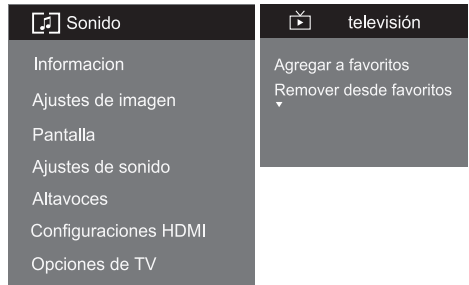 Sonido
Informacion
Ajustes de imagen
Pantalla
Ajustes de sonido
Altavoces
Configuraciones HDMI
Opciones de TV
televisión
Agregar a favoritos
Remover desde favoritos